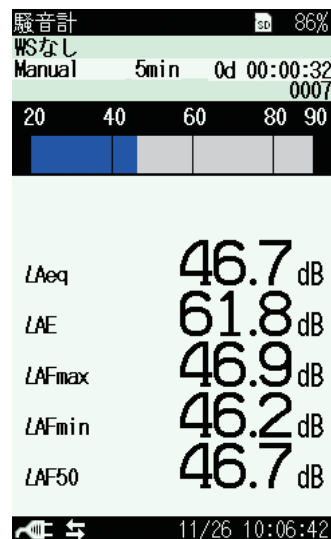 騒音計 SD 86%
WSなし
Manual 5min 0d 00:00:32
0007
20 40 60 80 90
LAeq 46.7 dB
LAE 61.8 dB
LAFmax 46.9 dB
LAFmin 46.2 dB
LAF50 46.7 dB
11/26 10:06:42